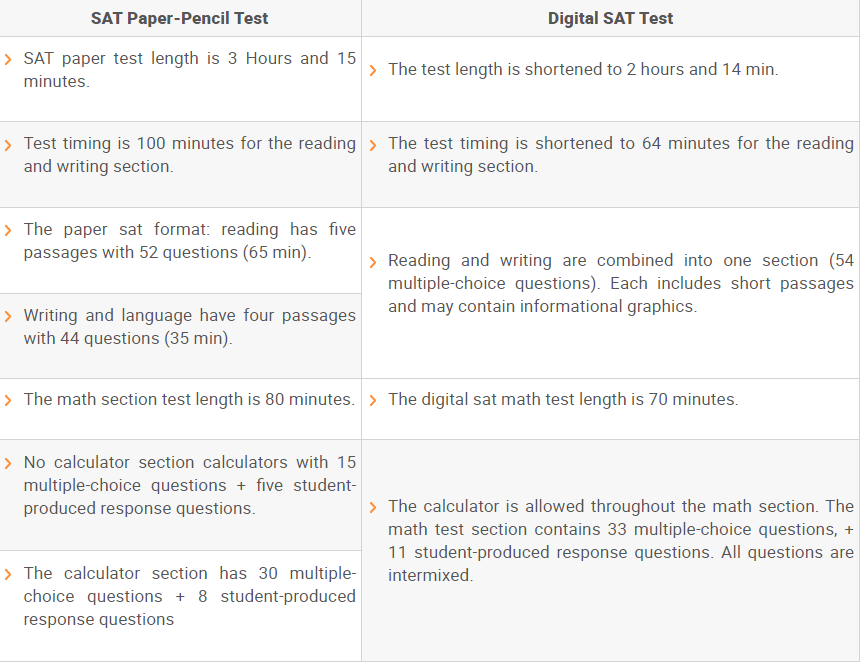 SAT Paper-Pencil Test
Digital SAT Test
SAT paper test length is 3 Hours and 15
minutes.
The test length is shortened to 2 hours and 14 min.
Test timing is 100 minutes for the reading
and writing section.
The test timing is shortened to 64 minutes for the reading
and writing section.
The paper sat format: reading has five
passages with 52 questions (65 min).
Writing and language have four passages
with 44 questions (35 min).
Reading and writing are combined into one section (54
multiple-choice questions). Each includes short passages
and may contain informational graphics.
The math section test length is 80 minutes.
The digital sat math test length is 70 minutes.
No calculator section calculators with 15
multiple-choice questions + five student-
produced response questions.
The calculator section has 30 multiple-
choice questions + 8 student-produced
response questions
The calculator is allowed throughout the math section. The
math test section contains 33 multiple-choice questions, +
11 student-produced response questions. All questions are
intermixed.